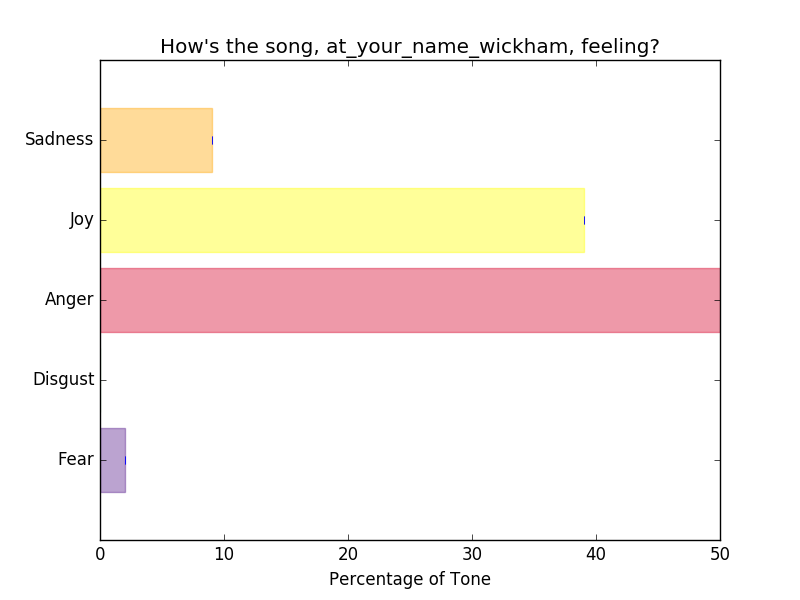 How's the song, at_your_name_wickham, feeling?
Sadness
Joy
Anger
Disgust
Fear
0 10 20 30 40 50
Percentage of Tone